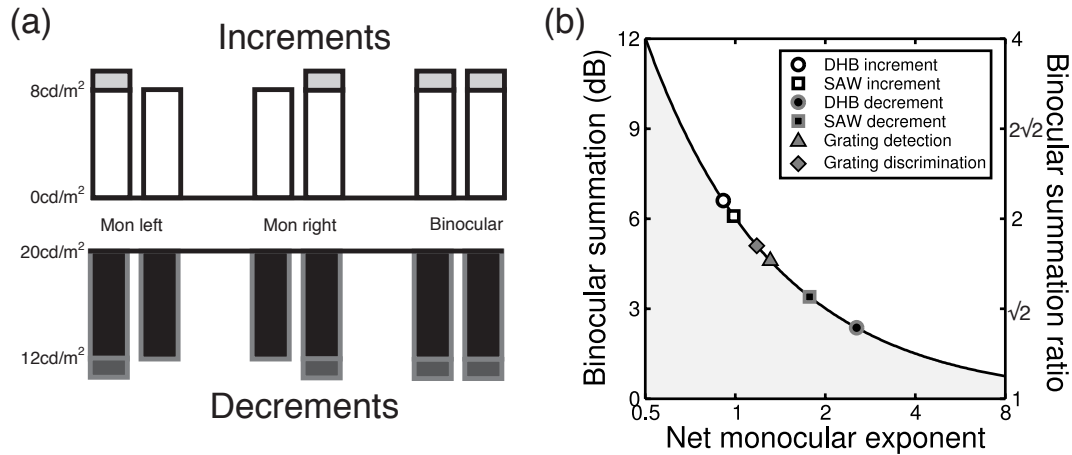 (a)
Increments
8cd/m²
0cd/m²
Mon left
Mon right
Binocular
20cd/m²
12cd/m²
Decrements
(b)
12
9
6
3
0
Binocular summation (dB)
DHB increment
SAW increment
DHB decrement
SAW decrement
Grating detection
Grating discrimination
4
2√2
2
√2
1
Binocular summation ratio
0.5 1 2 4 8
Net monocular exponent